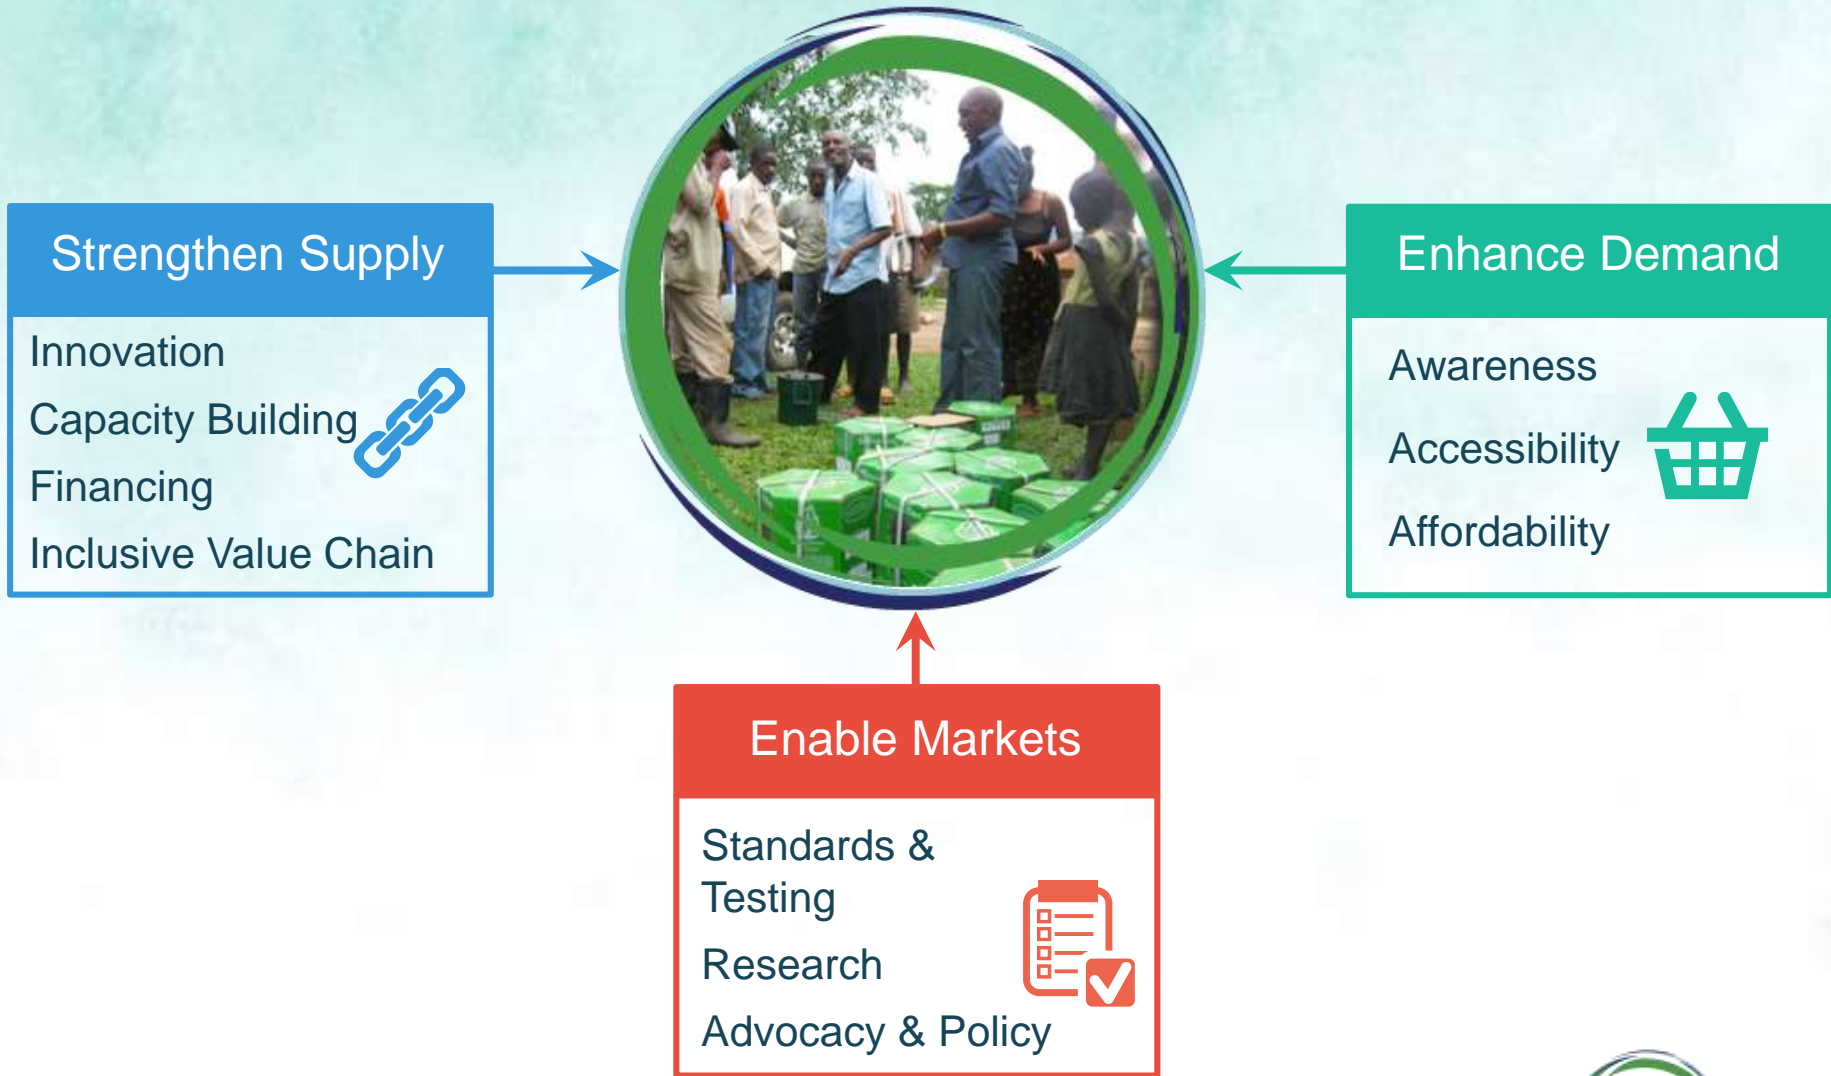 Strengthen Supply
Innovation
Capacity Building
Financing
Inclusive Value Chain
Enhance Demand
Awareness
Accessibility
Affordability
Enable Markets
Standards &
Testing
Research
Advocacy & Policy